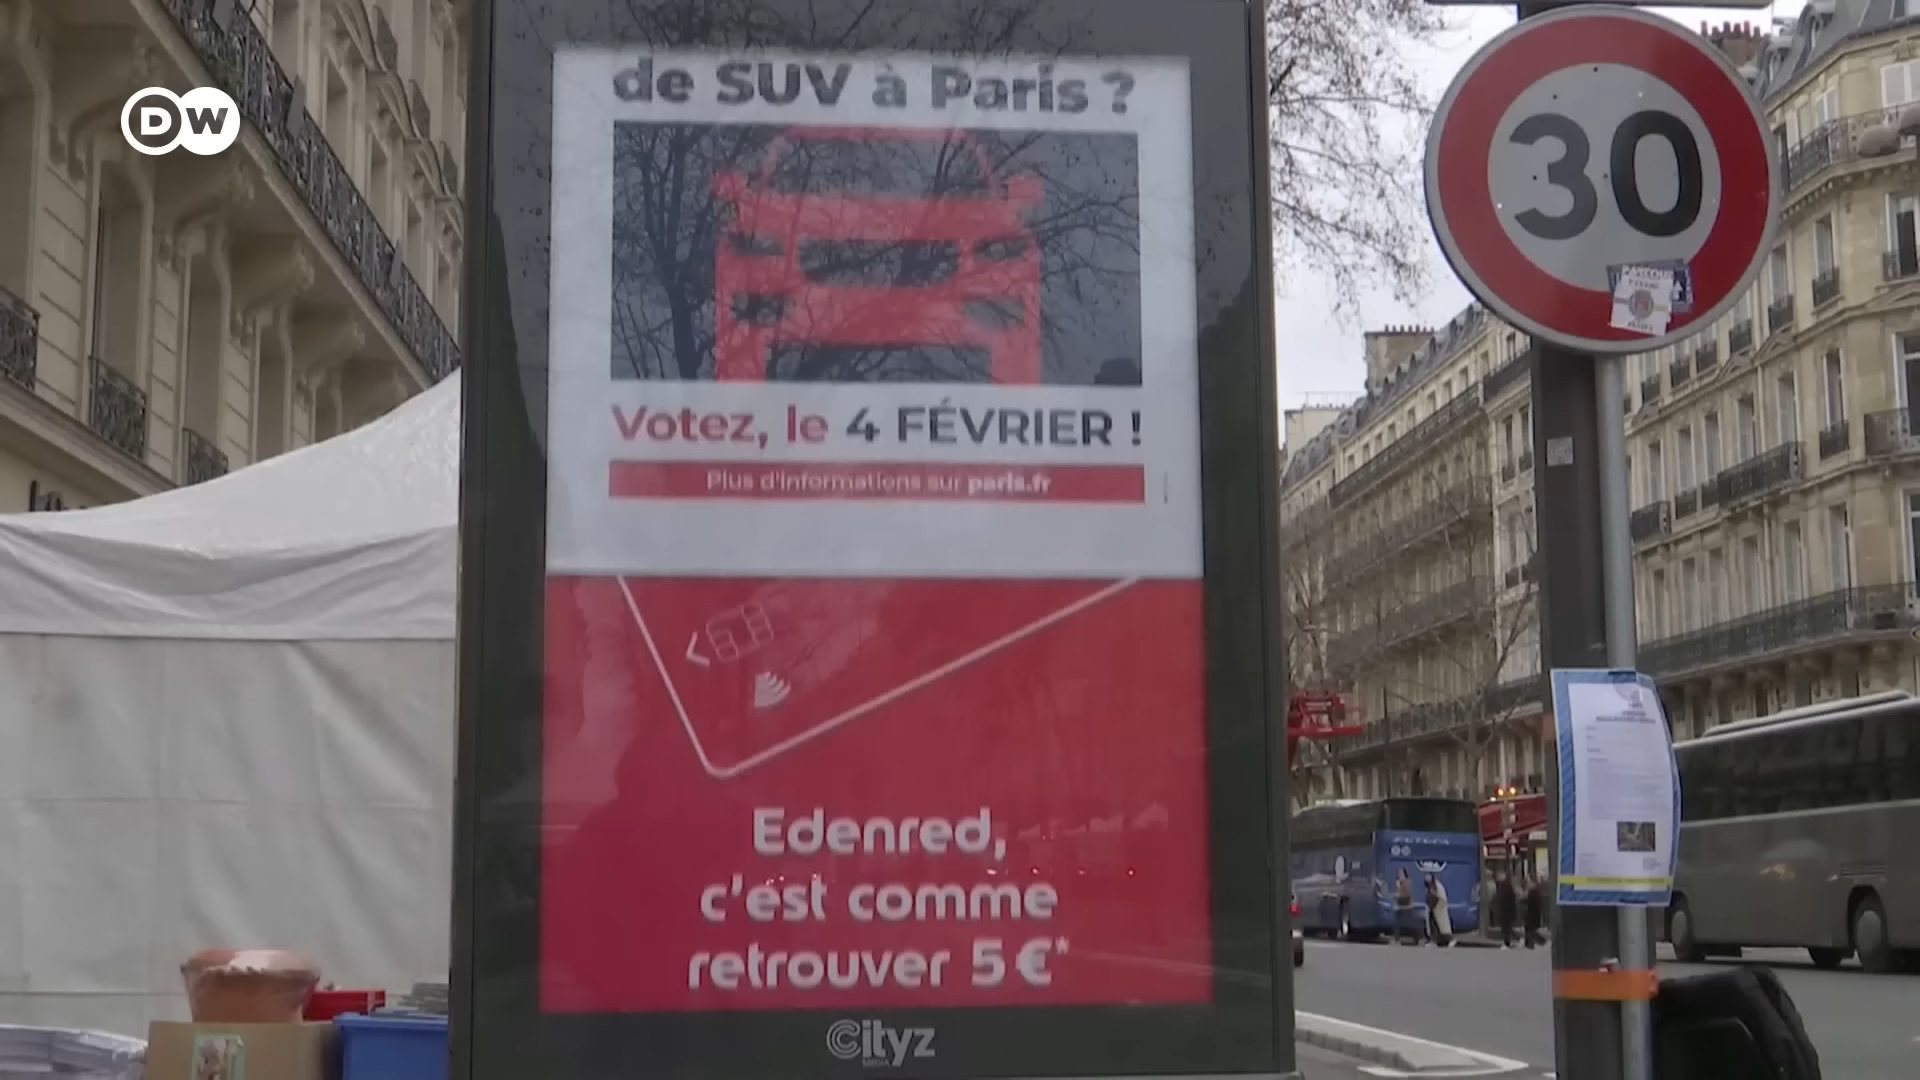 DW
de SUV à Paris ?
Votez, le 4 FÉVRIER !
Plus d'informations sur paris.fr
Edenred,
c'est comme
retrouver 5 €*
Cityz
MEDIA
30